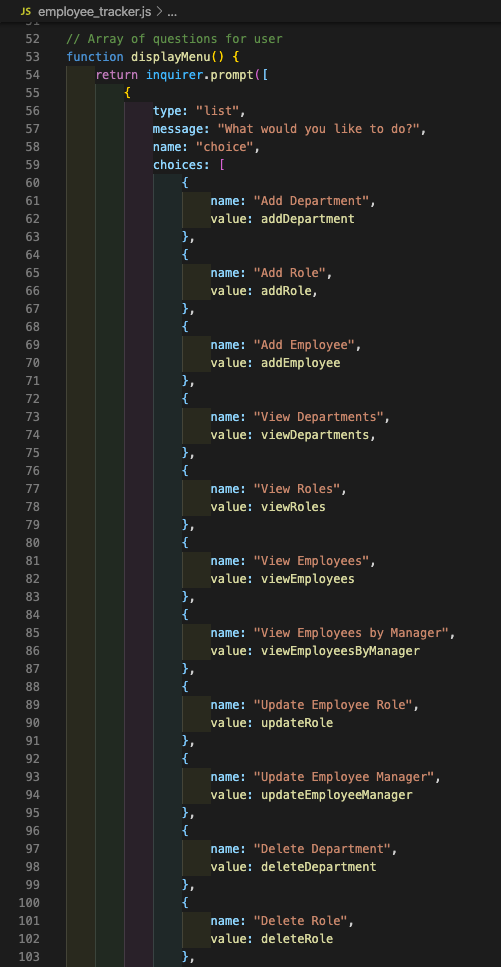 JS employee_tracker.js > ...
52 // Array of questions for user
53 function displayMenu() {
54 return inquirer.prompt([
55 {
56 type: "list",
57 message: "What would you like to do?",
58 name: "choice",
59 choices: [
60 {
61 name: "Add Department",
62 value: addDepartment
63 },
64 {
65 name: "Add Role",
66 value: addRole,
67 },
68 {
69 name: "Add Employee",
70 value: addEmployee
71 },
72 {
73 name: "View Departments",
74 value: viewDepartments,
75 },
76 {
77 name: "View Roles",
78 value: viewRoles
79 },
80 {
81 name: "View Employees",
82 value: viewEmployees
83 },
84 {
85 name: "View Employees by Manager",
86 value: viewEmployeesByManager
87 },
88 {
89 name: "Update Employee Role",
90 value: updateRole
91 },
92 {
93 name: "Update Employee Manager",
94 value: updateEmployeeManager
95 },
96 {
97 name: "Delete Department",
98 value: deleteDepartment
99 },
100 {
101 name: "Delete Role",
102 value: deleteRole
103 },